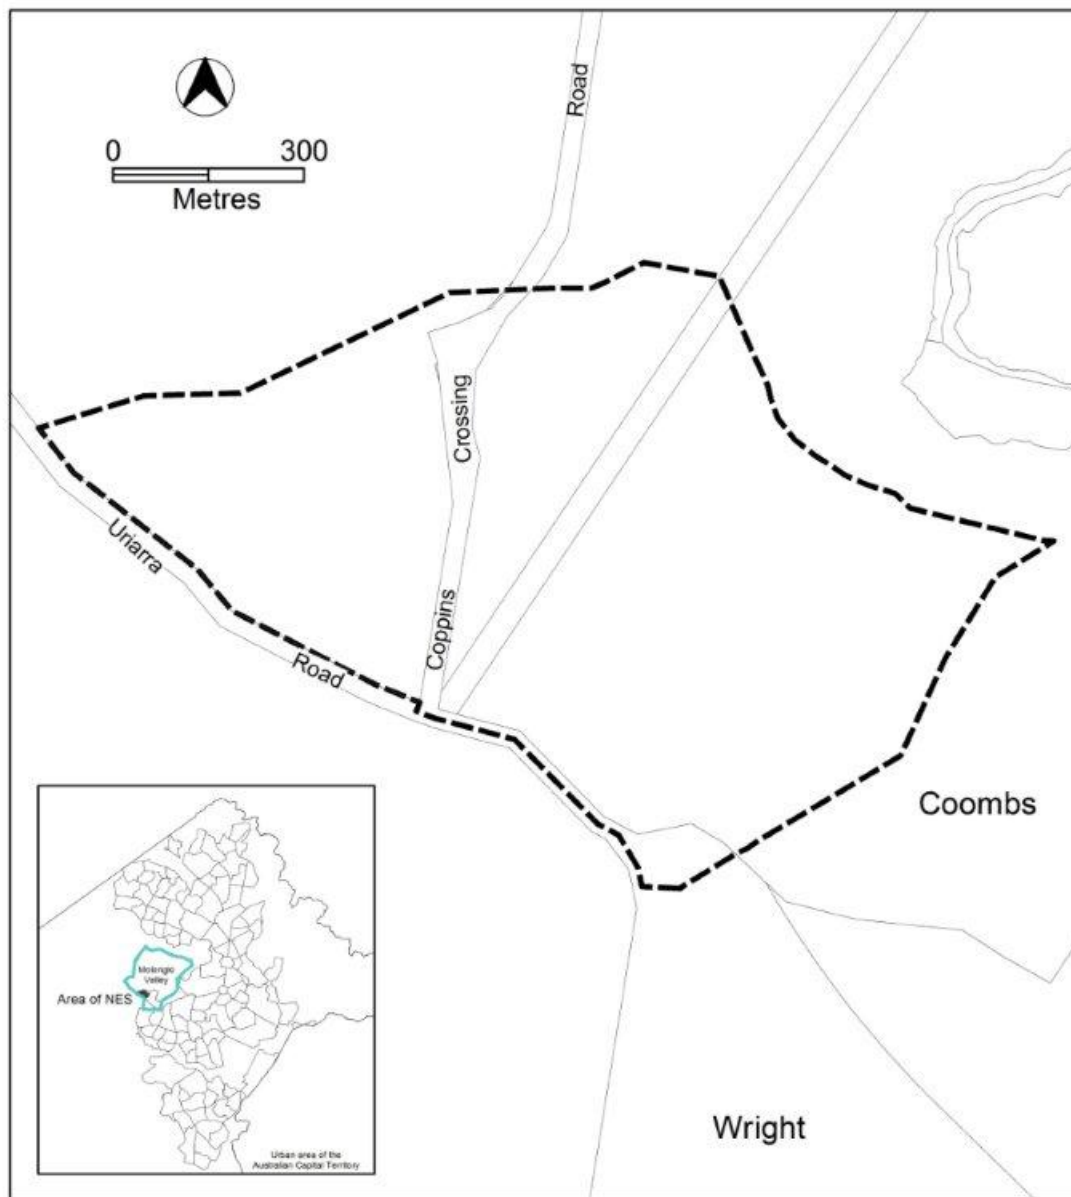 Road
0 300
Metres
Crossing
Uriarra
Coppins
Road
Coombs
Molonglo
Valley
Area of NES
Wright
Urban area of the
Australian Capital Territory